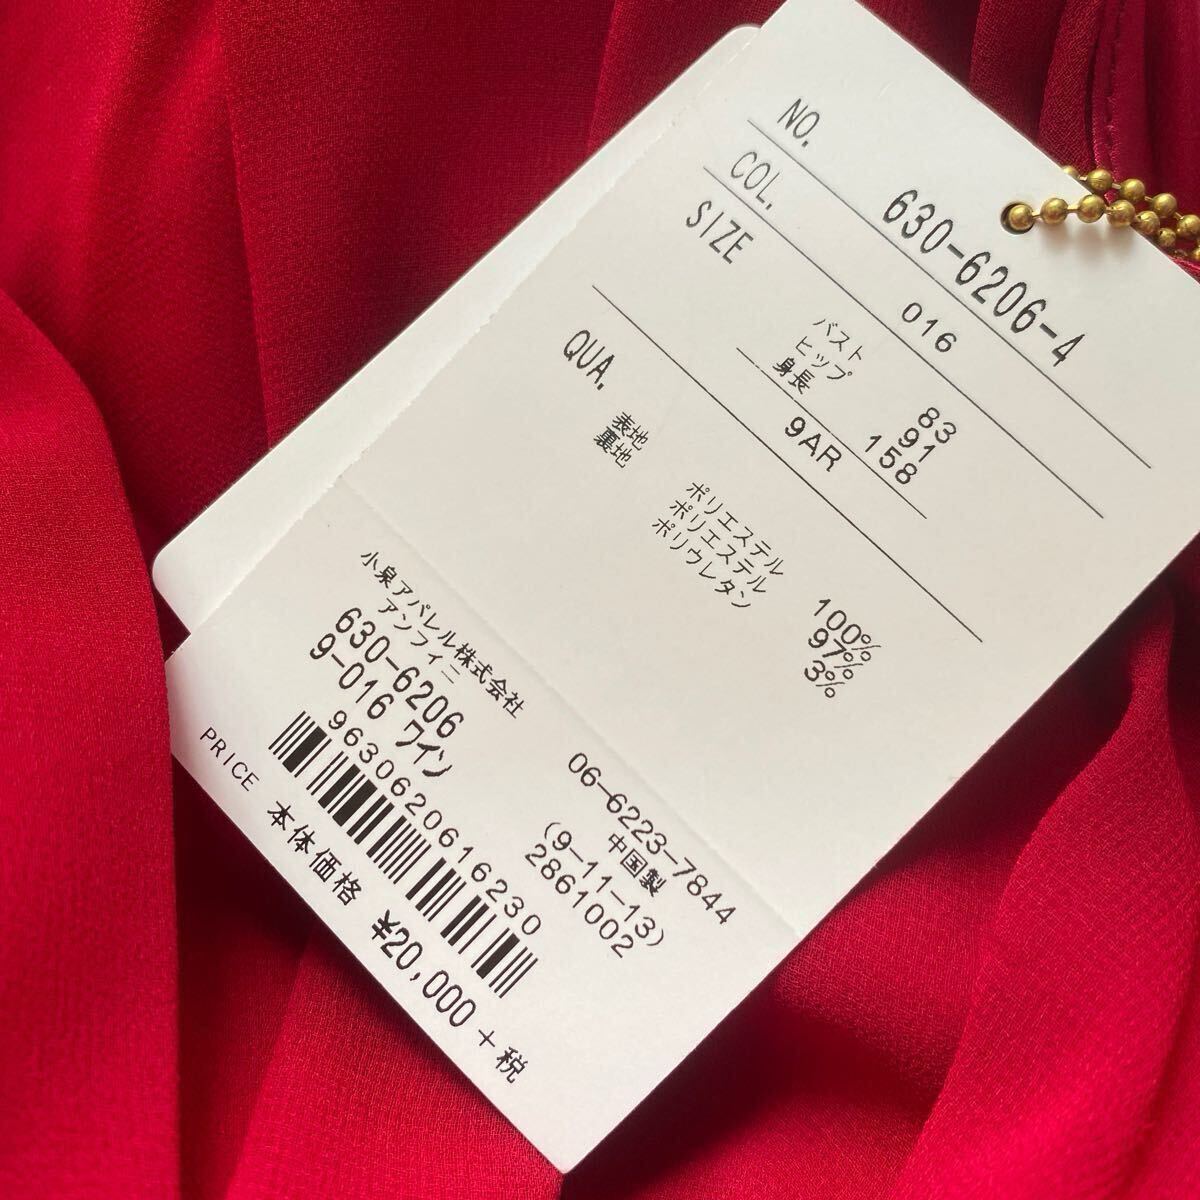 NO. 630-6206-4
COL. 016
SIZE バスト 83
ヒップ 91
身長 158
9AR
QUA.
表地 ポリエステル 100%
裏地 ポリエステル 97%
ポリウレタン 3%
小泉アパレル株式会社
アンフィニ 06-6223-7844
630-6206 中国製
9-016 ワイン (9-11-13)
2861002
9630620616230
PRICE 本体価格 ¥20,000 +税